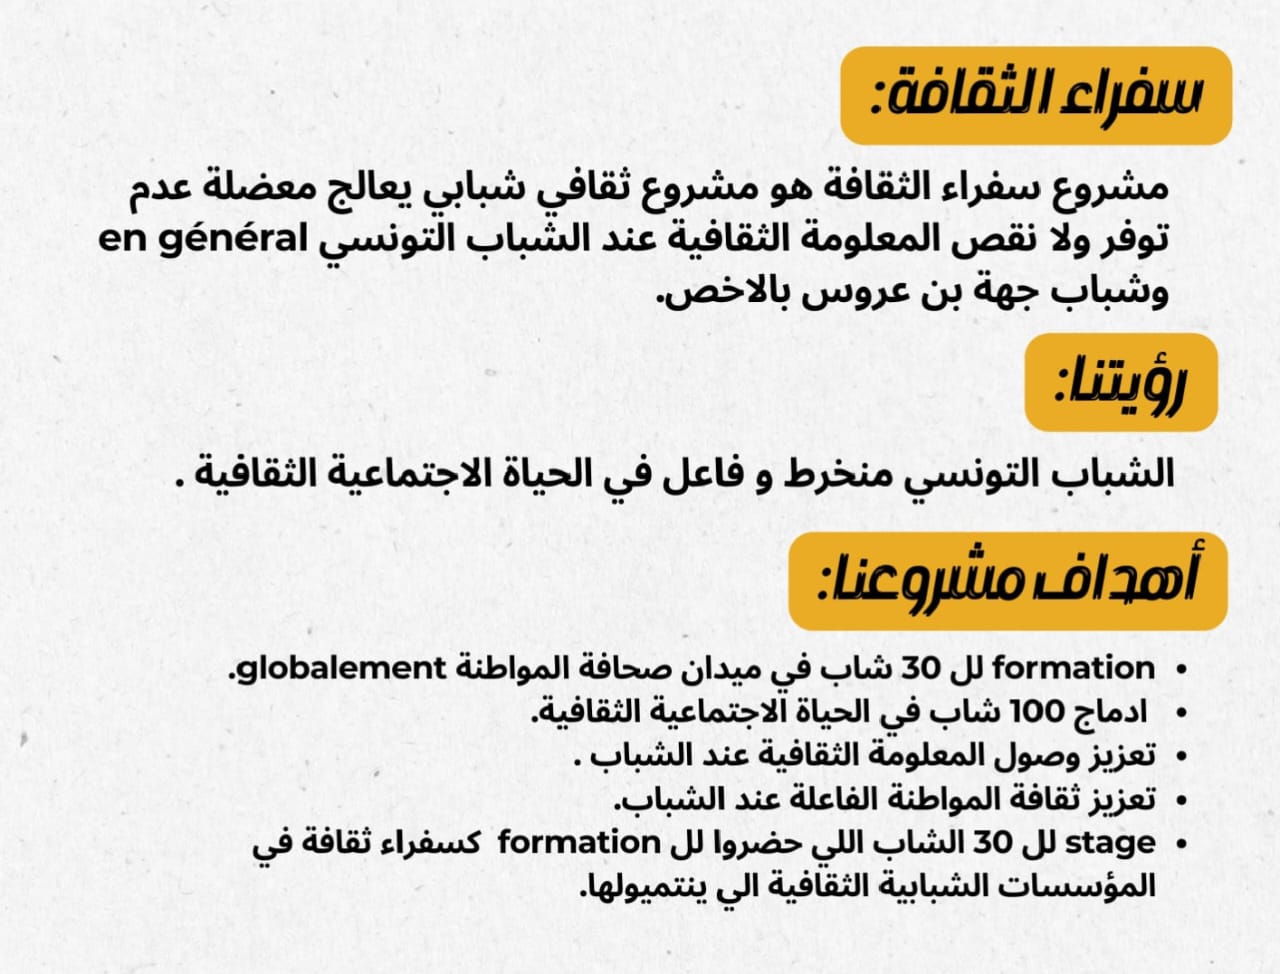 سفراء الثقافة:
مشروع سفراء الثقافة هو مشروع ثقافي شبابي يعالج معضلة عدم
توفر ولا نقص المعلومة الثقافية عند الشباب التونسي en général
وشباب جهة بن عروس بالاخص.
رؤيتنا:
الشباب التونسي منخرط و فاعل في الحياة الاجتماعية الثقافية .
أهداف مشروعنا:
• formation لل 30 شاب في ميدان صحافة المواطنة globalement.
• ادماج 100 شاب في الحياة الاجتماعية الثقافية.
• تعزيز وصول المعلومة الثقافية عند الشباب .
• تعزيز ثقافة المواطنة الفاعلة عند الشباب.
• stage لل 30 الشاب اللي حضروا لل formation كسفراء ثقافة في
المؤسسات الشبابية الثقافية الي ينتميولها.